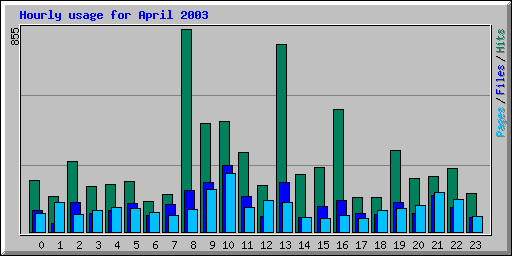 Hourly usage for April 2003
855
Pages / Files / Hits
0 1 2 3 4 5 6 7 8 9 10 11 12 13 14 15 16 17 18 19 20 21 22 23